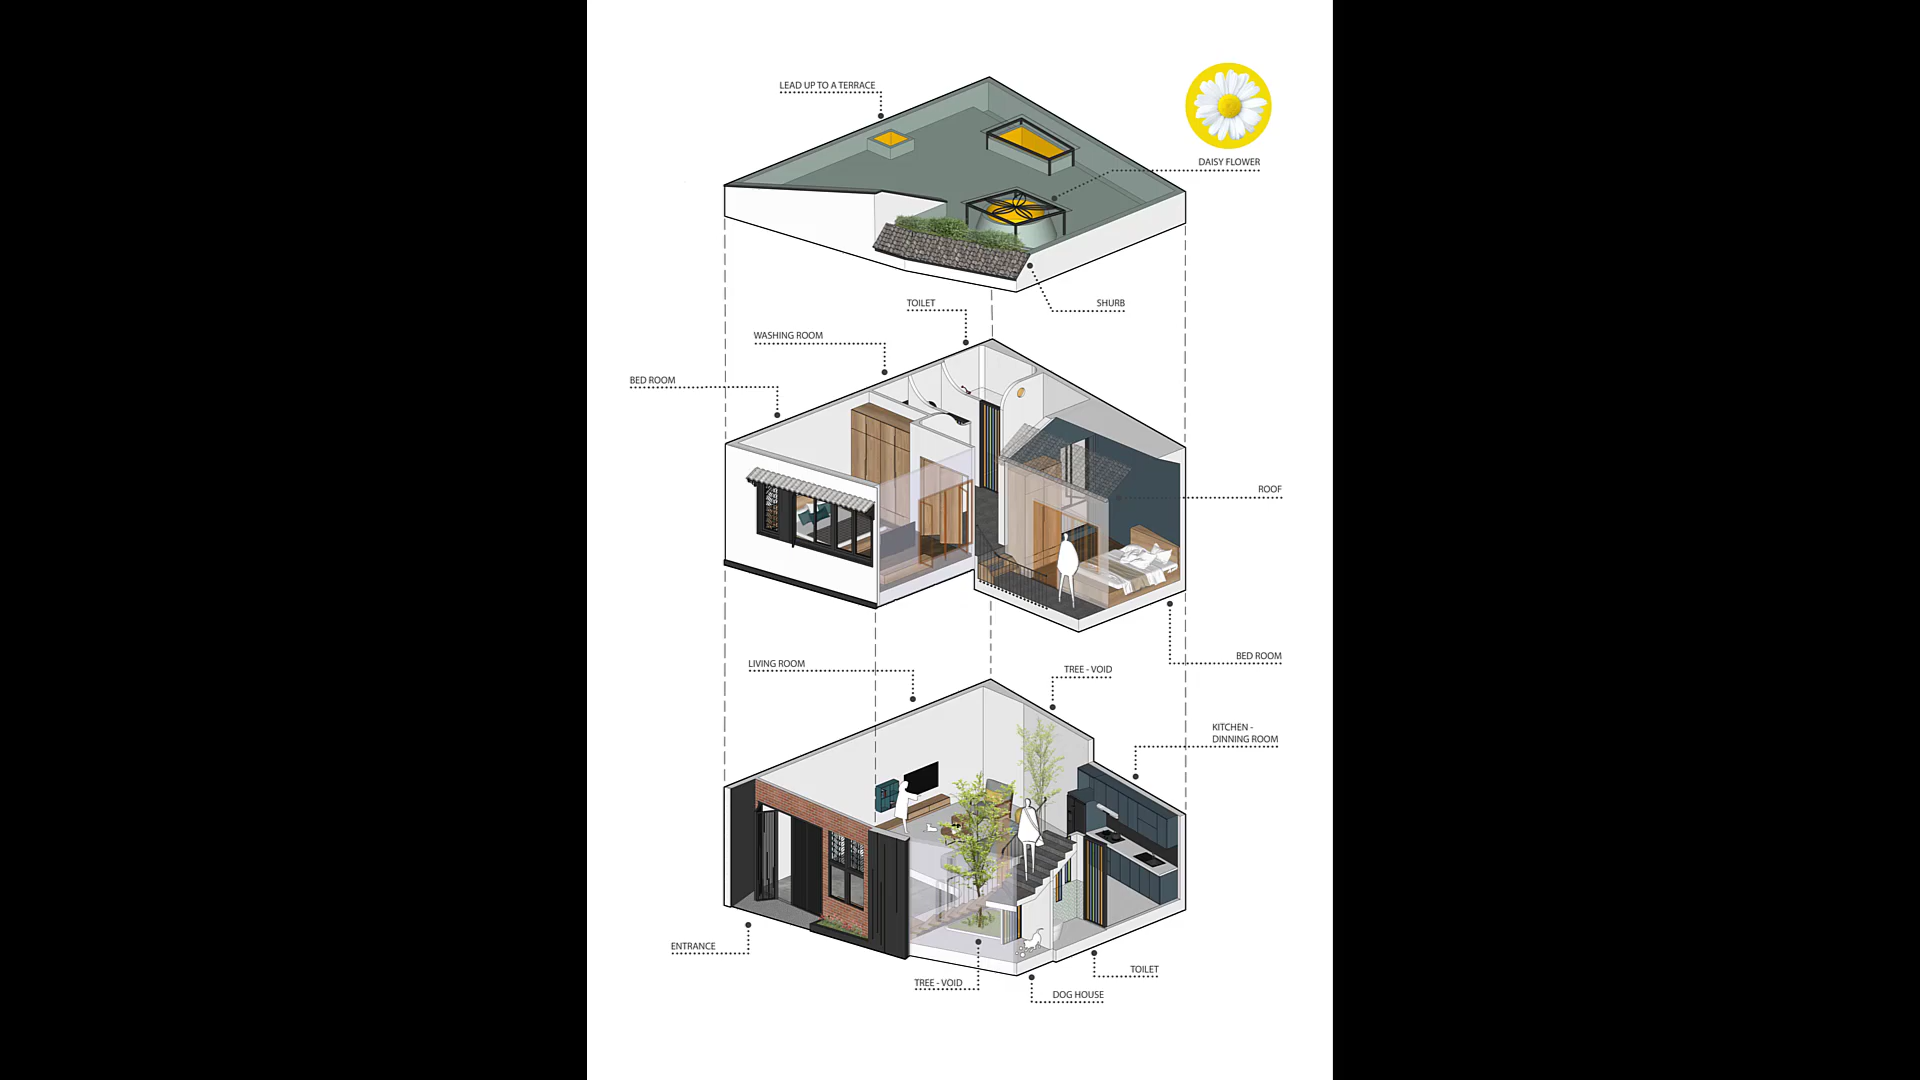 LEAD UP TO A TERRACE
DAISY FLOWER
SHURB
TOILET
WASHING ROOM
BED ROOM
ROOF
BED ROOM
LIVING ROOM
TREE - VOID
KITCHEN -
DINNING ROOM
ENTRANCE
TREE - VOID
TOILET
DOG HOUSE